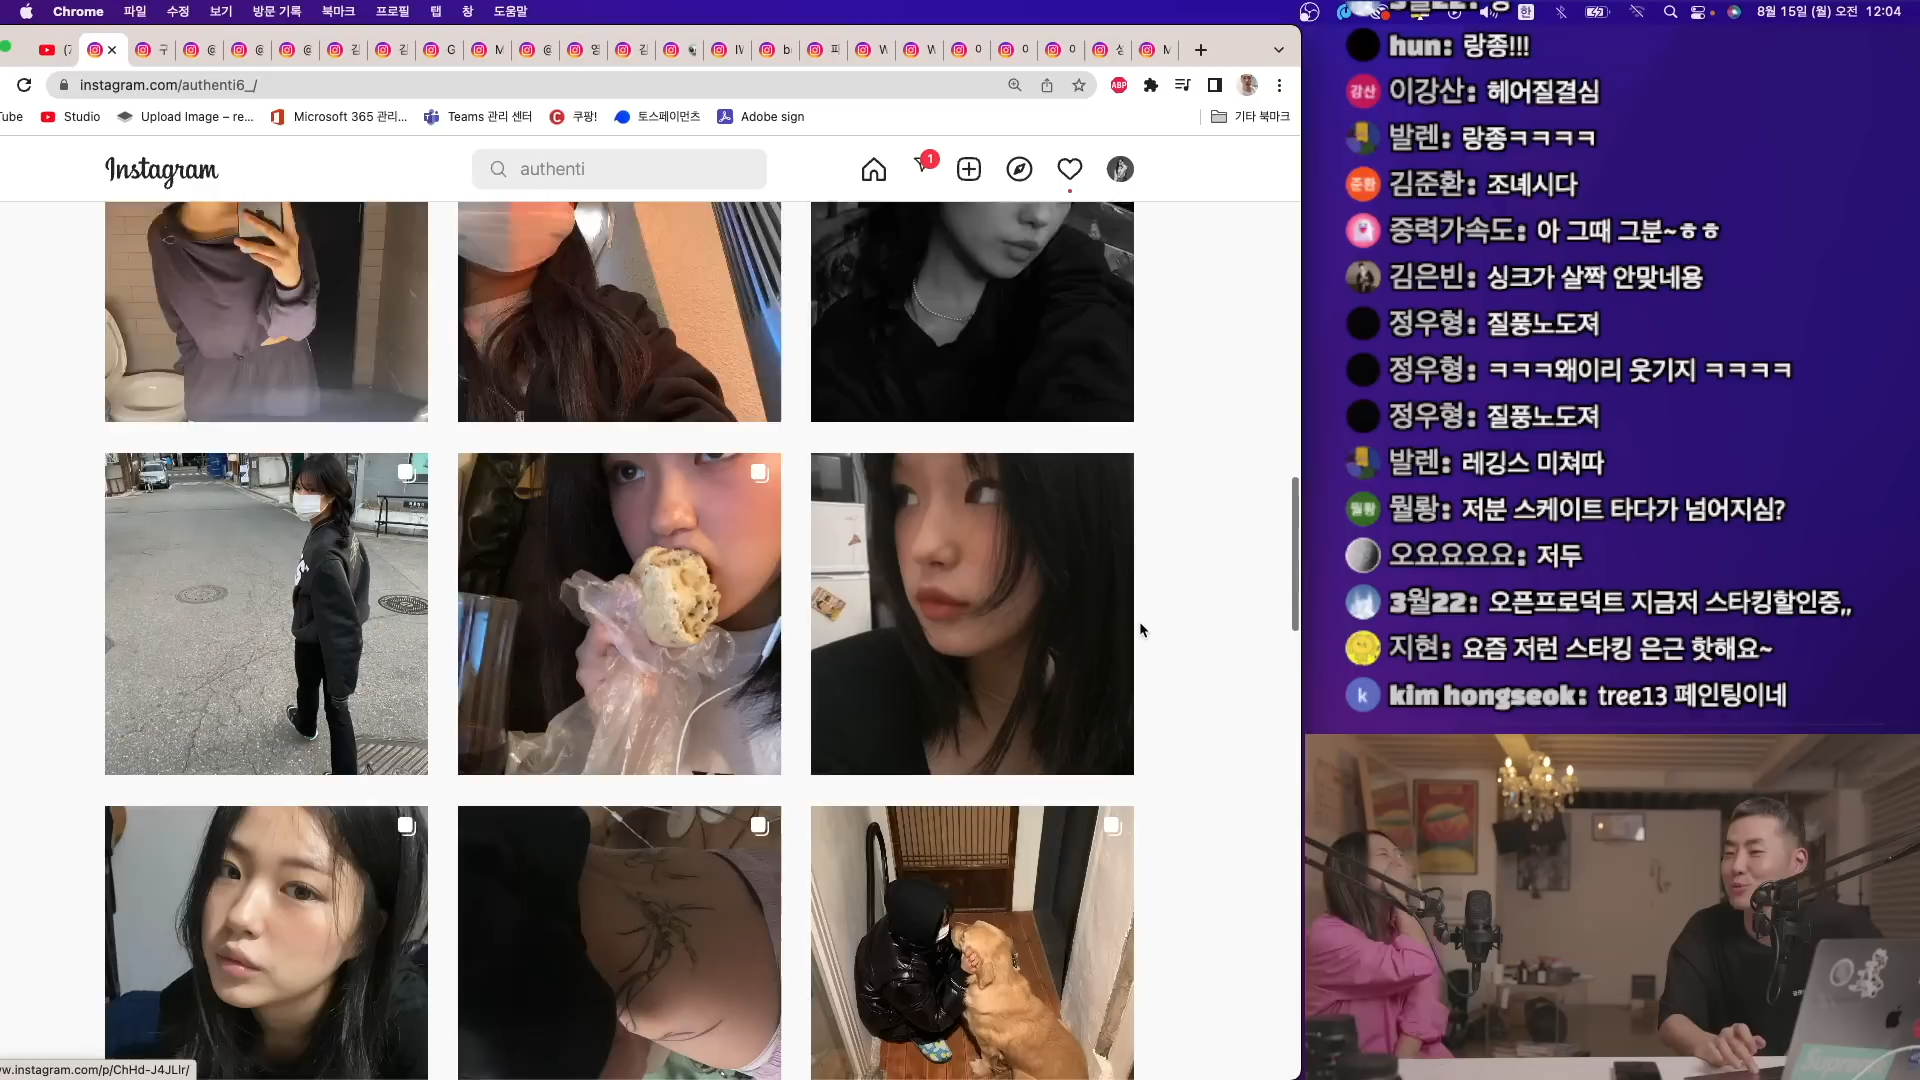 Chrome 파일 수정 보기 방문 기록 북마크 프로필 탭 창 도움말
한 8월 15일 (월) 오전 12:04
instagram.com/authenti6_/
ABP
Studio
Upload Image – re...
Microsoft 365 관리...
Teams 관리 센터
쿠팡!
토스페이먼츠
Adobe sign
기타 북마크
Instagram
authenti
1
hun: 랑종!!!
강산 이강산: 헤어질결심
발렌: 랑종ㅋㅋㅋㅋ
준환 김준환: 조녜시다
중력가속도: 아 그때 그분~ㅎㅎ
김은빈: 싱크가 살짝 안맞네용
정우형: 질풍노도져
정우형: ㅋㅋㅋ왜이리 웃기지 ㅋㅋㅋㅋ
정우형: 질풍노도져
발렌: 레깅스 미쳐따
뭘롹: 저분 스케이트 타다가 넘어지심?
오요요요요: 저두
3월22: 오픈프로덕트 지금저 스타킹할인중,,
지현: 요즘 저런 스타킹 은근 핫해요~
k kim hongseok: tree13 페인팅이네
w.instagram.com/p/ChHd-J4JLIr/
Supreme